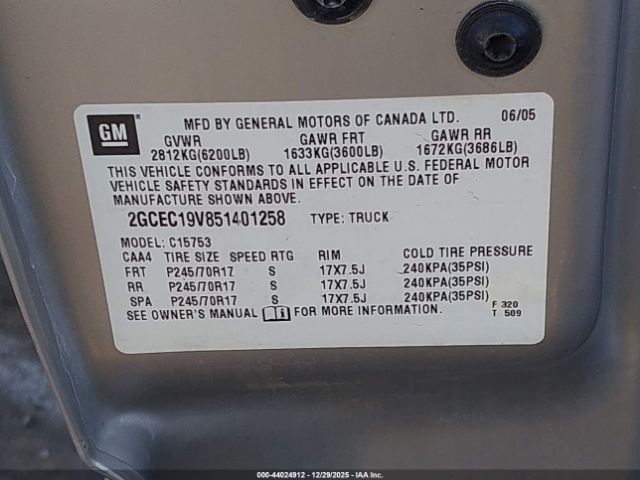 GM
MFD BY GENERAL MOTORS OF CANADA LTD. 06/05
GVWR GAWR FRT GAWR RR
2812KG(6200LB) 1633KG(3600LB) 1672KG(3686LB)
THIS VEHICLE CONFORMS TO ALL APPLICABLE U.S. FEDERAL MOTOR
VEHICLE SAFETY STANDARDS IN EFFECT ON THE DATE OF
MANUFACTURE SHOWN ABOVE.
2GCEC19V851401258 TYPE: TRUCK
MODEL: C15753
CAA4 TIRE SIZE SPEED RTG RIM COLD TIRE PRESSURE
FRT P245/70R17 S 17X7.5J 240KPA(35PSI)
RR P245/70R17 S 17X7.5J 240KPA(35PSI)
SPA P245/70R17 S 17X7.5J 240KPA(35PSI)
SEE OWNER'S MANUAL FOR MORE INFORMATION.
F 320
T 509
000-44024912 - 12/29/2025 - IAAI.COM